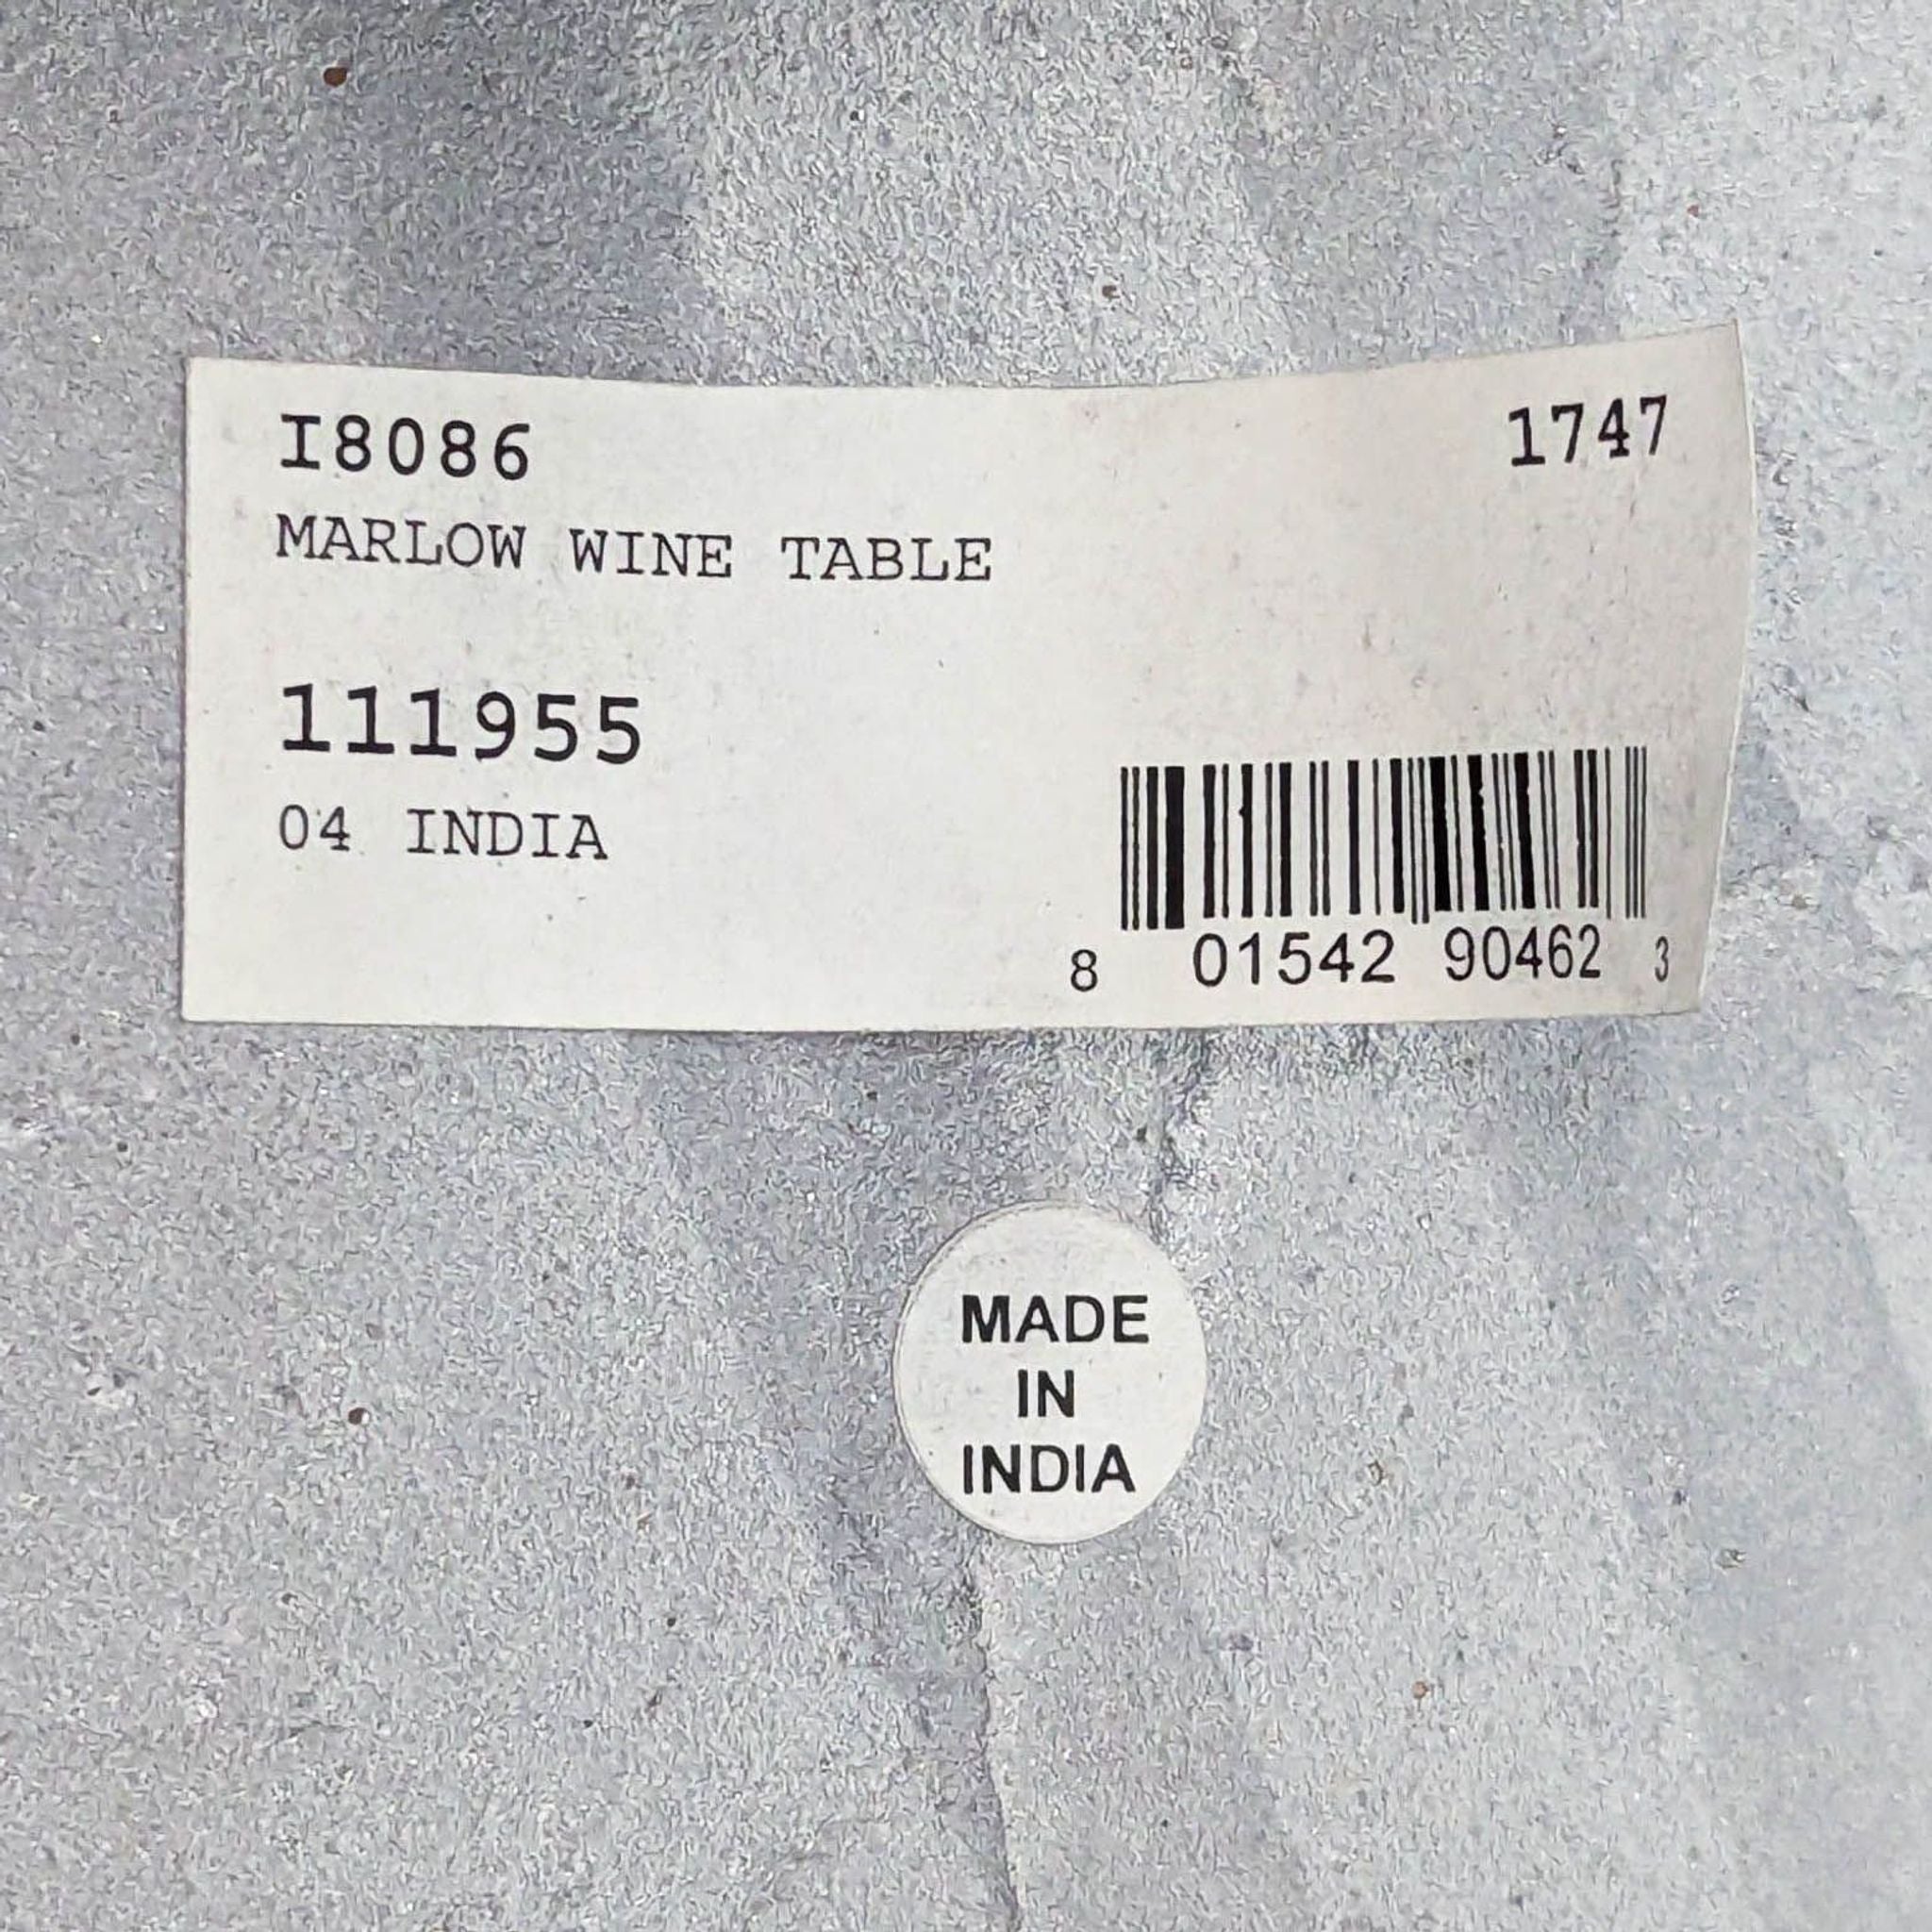 I8086 1747
MARLOW WINE TABLE
111955
04 INDIA
8 01542 90462 3
MADE
IN
INDIA